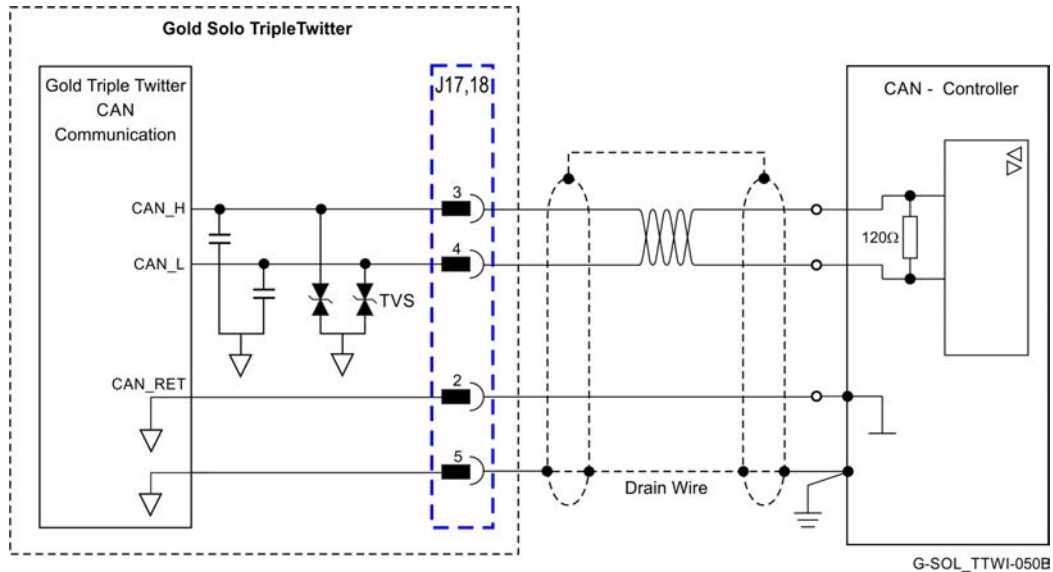 Gold Solo TripleTwitter
Gold Triple Twitter
CAN
Communication
J17,18
CAN - Controller
CAN_H
3
120Ω
CAN_L
4
TVS
CAN_RET
2
5
Drain Wire
G-SOL_TTWI-050B